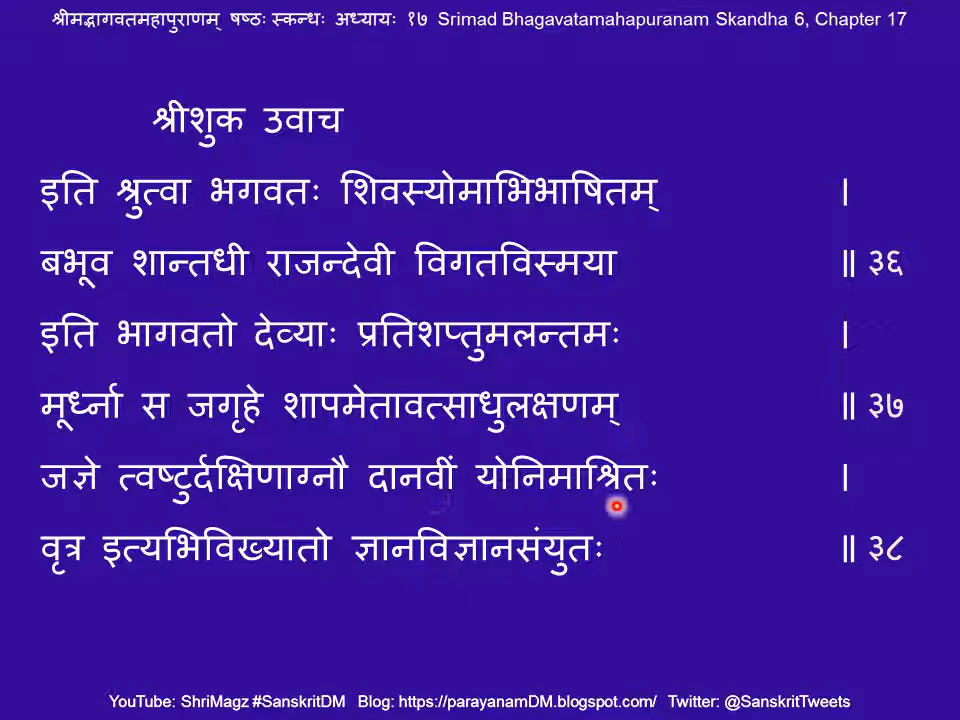 श्रीमद्भागवतमहापुराणम् षष्ठः स्कन्धः अध्यायः १७ Srimad Bhagavatamahapuranam Skandha 6, Chapter 17
श्रीशुक उवाच
इति श्रुत्वा भगवतः शिवस्योमाभिभाषितम् ।
बभूव शान्तधी राजन्देवी विगतविस्मया ॥ ३६
इति भागवतो देव्याः प्रतिशप्तुमलन्तमः ।
मूर्ध्ना स जगृहे शापमेतावत्साधुलक्षणम् ॥ ३७
जज्ञे त्वष्टुर्दक्षिणाग्नौ दानवीं योनिमाश्रितः ।
वृत्र इत्यभिविख्यातो ज्ञानविज्ञानसंयुतः ॥ ३८
YouTube: ShriMagz #SanskritDM Blog: https://parayanamDM.blogspot.com/ Twitter: @SanskritTweets